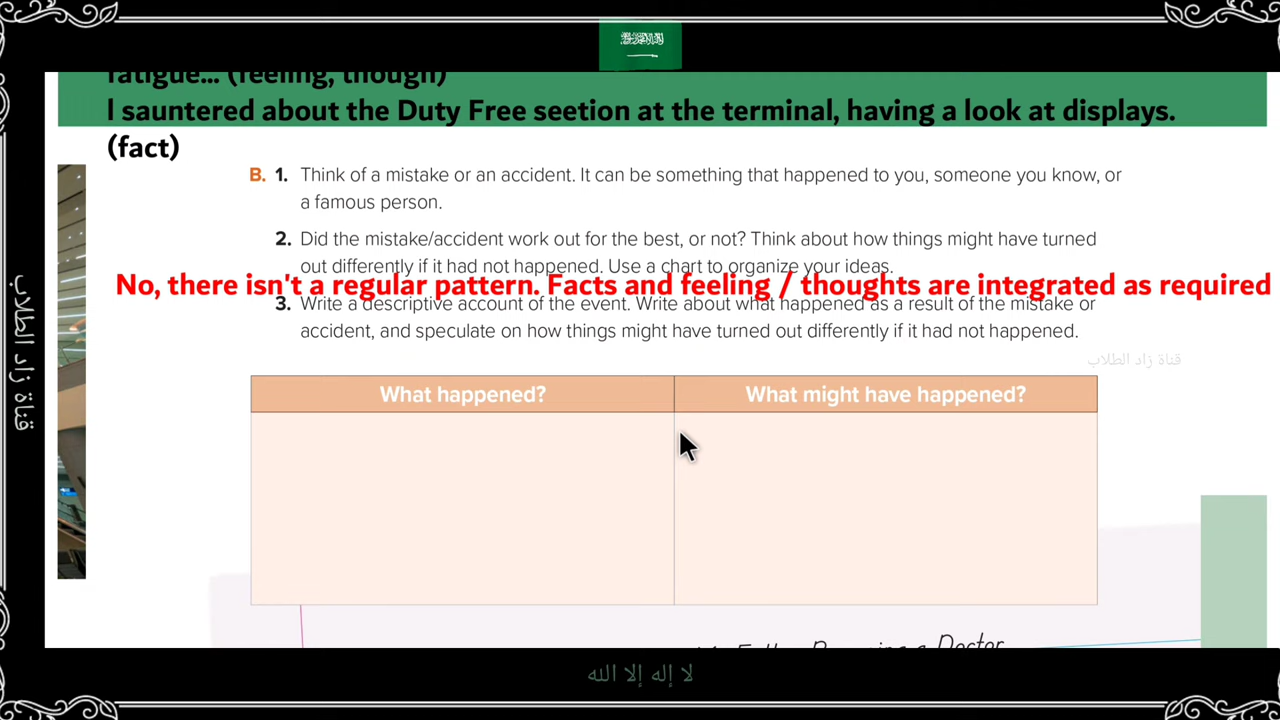 fatigue... (feeling, though)
I sauntered about the Duty Free seetion at the terminal, having a look at displays.
(fact)
B. 1. Think of a mistake or an accident. It can be something that happened to you, someone you know, or
a famous person.
2. Did the mistake/accident work out for the best, or not? Think about how things might have turned
out differently if it had not happened. Use a chart to organize your ideas.
No, there isn't a regular pattern. Facts and feeling / thoughts are integrated as required
3. Write a descriptive account of the event. Write about what happened as a result of the mistake or
accident, and speculate on how things might have turned out differently if it had not happened.
قناة زاد الطلاب
قناة زاد الطلاب
What happened? What might have happened?
a Doctor
لا إله إلا الله